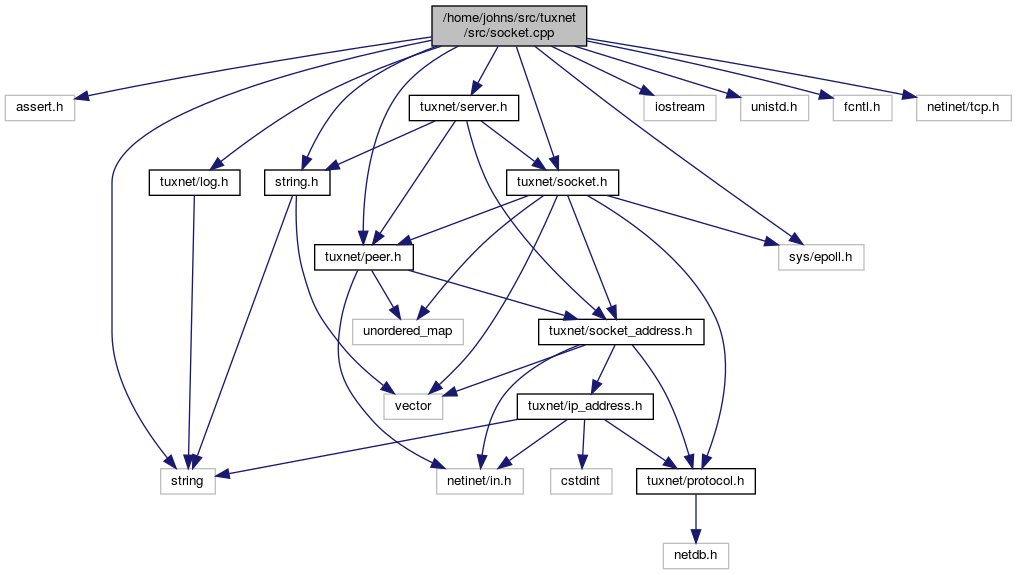 /home/johns/src/tuxnet
/src/socket.cpp
assert.h
tuxnet/server.h
iostream
unistd.h
fcntl.h
netinet/tcp.h
tuxnet/log.h
string.h
tuxnet/socket.h
tuxnet/peer.h
sys/epoll.h
unordered_map
tuxnet/socket_address.h
vector
tuxnet/ip_address.h
string
netinet/in.h
cstdint
tuxnet/protocol.h
netdb.h